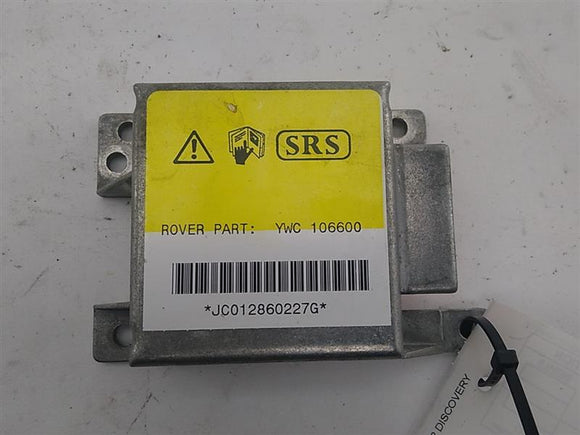 SRS
ROVER PART: YWC 106600
*JC012860227G*
DISCOVERY